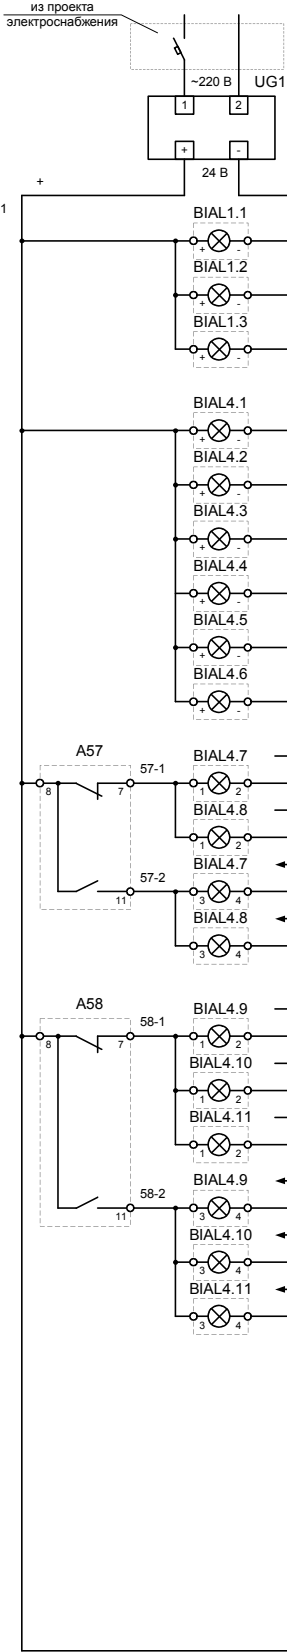 из проекта
электроснабжения
~220 В UG1
1 2
+ -
24 В
+
1
BIAL1.1
+ -
BIAL1.2
+ -
BIAL1.3
+ -
BIAL4.1
+ -
BIAL4.2
+ -
BIAL4.3
+ -
BIAL4.4
+ -
BIAL4.5
+ -
BIAL4.6
+ -
A57 57-1 BIAL4.7
8 7 1 2
BIAL4.8
1 2
57-2 BIAL4.7
11 3 4
BIAL4.8
3 4
A58 58-1 BIAL4.9
8 7 1 2
BIAL4.10
1 2
BIAL4.11
1 2
58-2 BIAL4.9
11 3 4
BIAL4.10
3 4
BIAL4.11
3 4